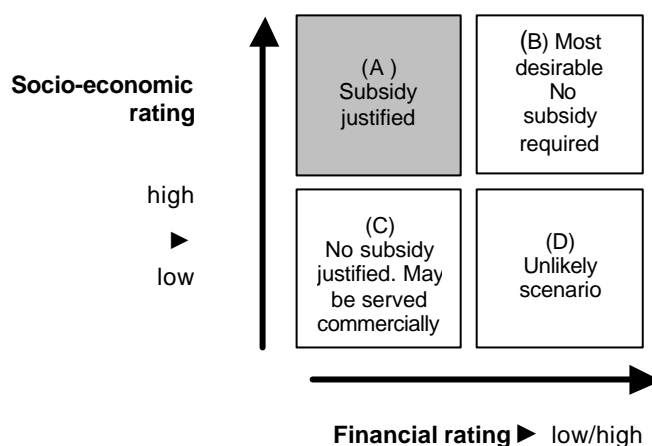 Socio-economic
rating
high
►
low
(A )
Subsidy
justified
(B) Most
desirable
No
subsidy
required
(C)
No subsidy
justified. May
be served
commercially
(D)
Unlikely
scenario
Financial rating ► low/high